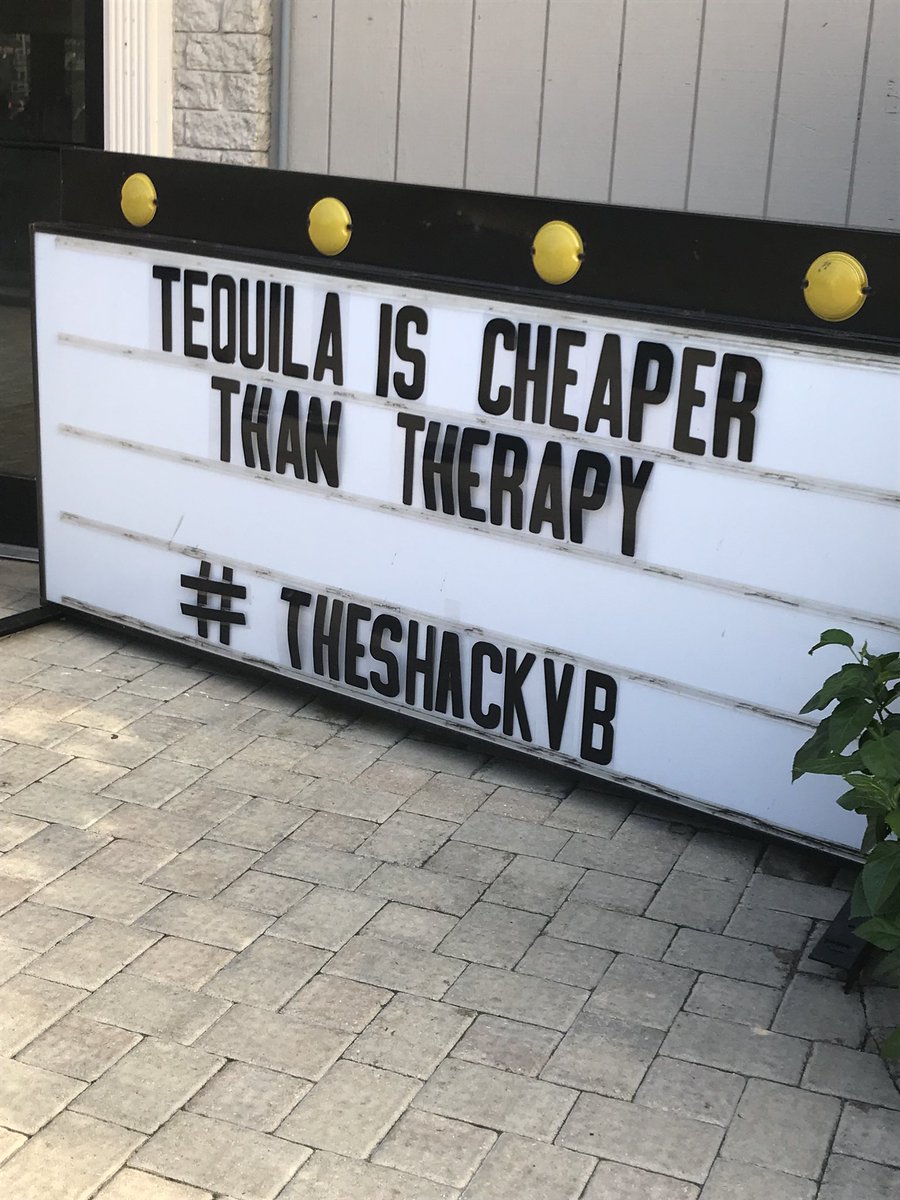 TEQUILA IS CHEAPER
THAN THERAPY
# THESHACKVB